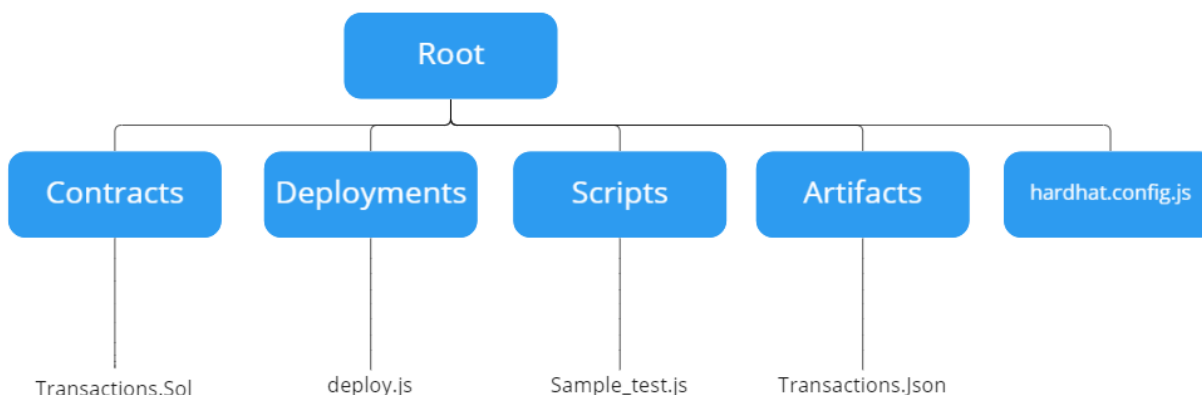 Root
Contracts
Deployments
Scripts
Artifacts
hardhat.config.js
Transactions.Sol
deploy.js
Sample_test.js
Transactions.Json